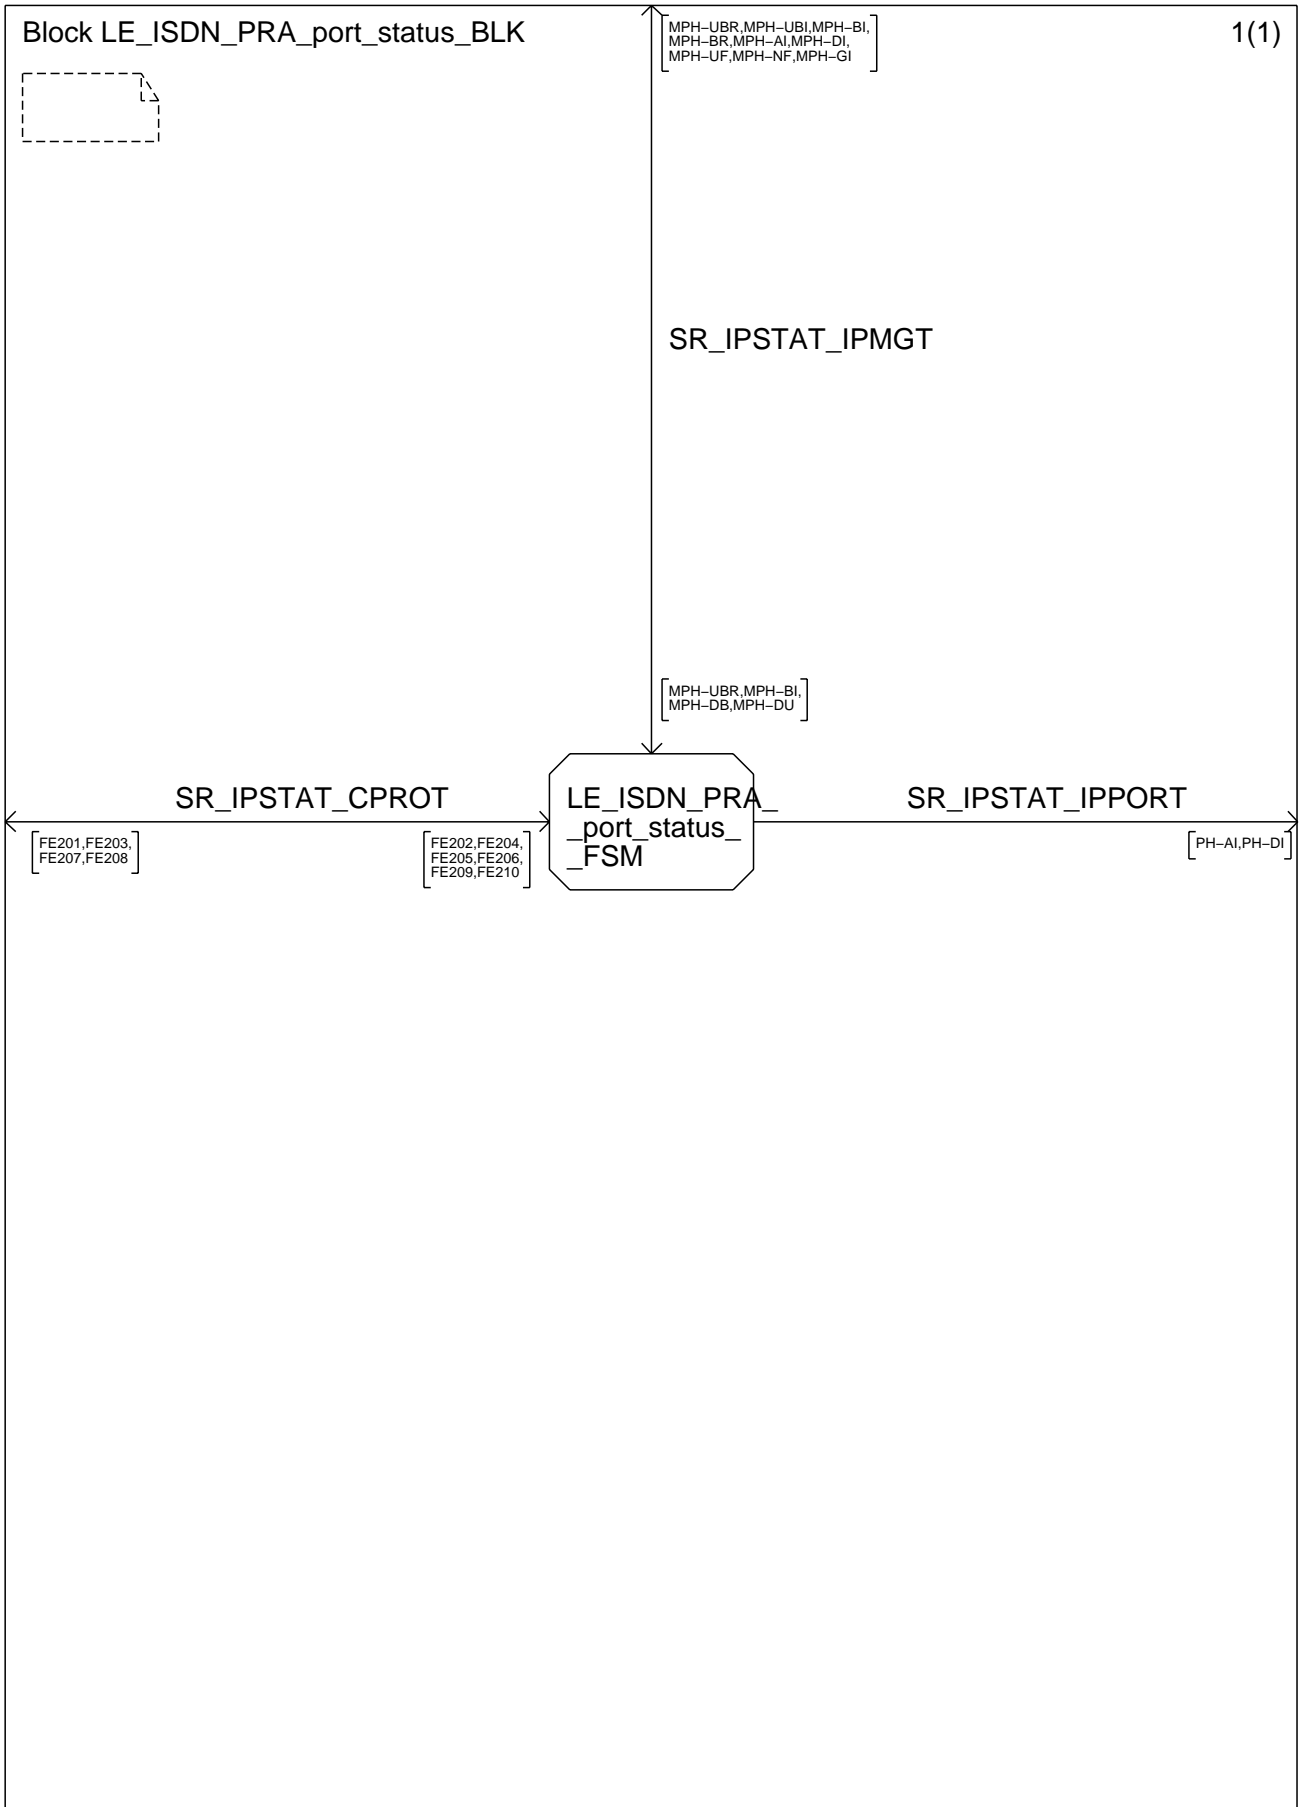 Block LE_ISDN_PRA_port_status_BLK
1(1)
MPH−UBR,MPH−UBI,MPH−BI,
MPH−BR,MPH−AI,MPH−DI,
MPH−UF,MPH−NF,MPH−GI
SR_IPSTAT_IPMGT
MPH−UBR,MPH−BI,
MPH−DB,MPH−DU
SR_IPSTAT_CPROT
FE201,FE203,
FE207,FE208
FE202,FE204,
FE205,FE206,
FE209,FE210
LE_ISDN_PRA_
_port_status_
_FSM
SR_IPSTAT_IPPORT
PH−AI,PH−DI